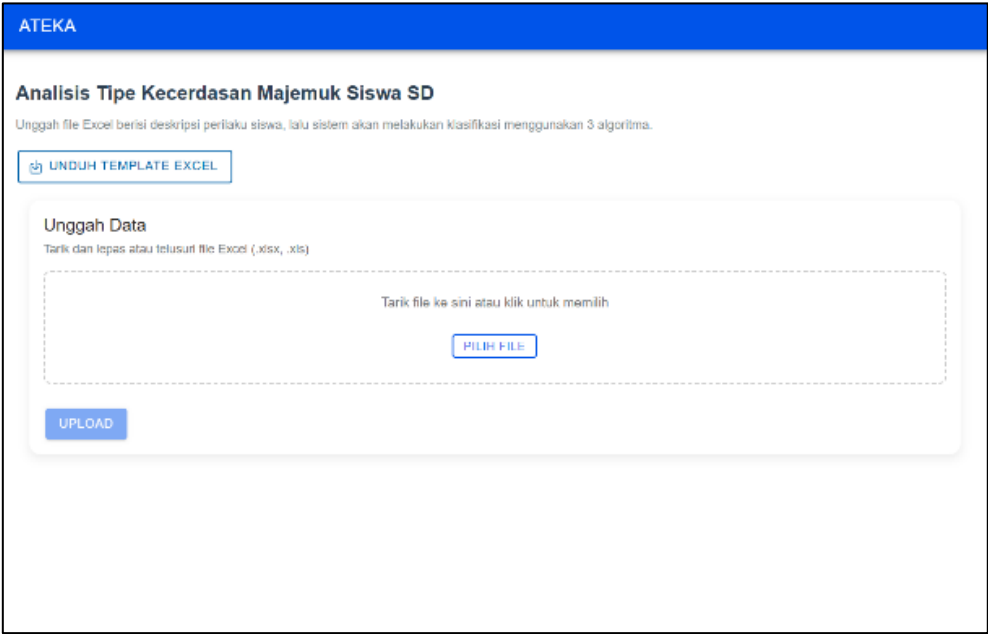 ATEKA
Analisis Tipe Kecerdasan Majemuk Siswa SD
Unggah file Excel berisi deskripsi perilaku siswa, lalu sistem akan melakukan klasifikasi menggunakan 3 algoritma.
UNDUH TEMPLATE EXCEL
Unggah Data
Tarik dan lepas atau telusuri file Excel (.xlsx, .xls)
Tarik file ke sini atau klik untuk memilih
PILIH FILE
UPLOAD